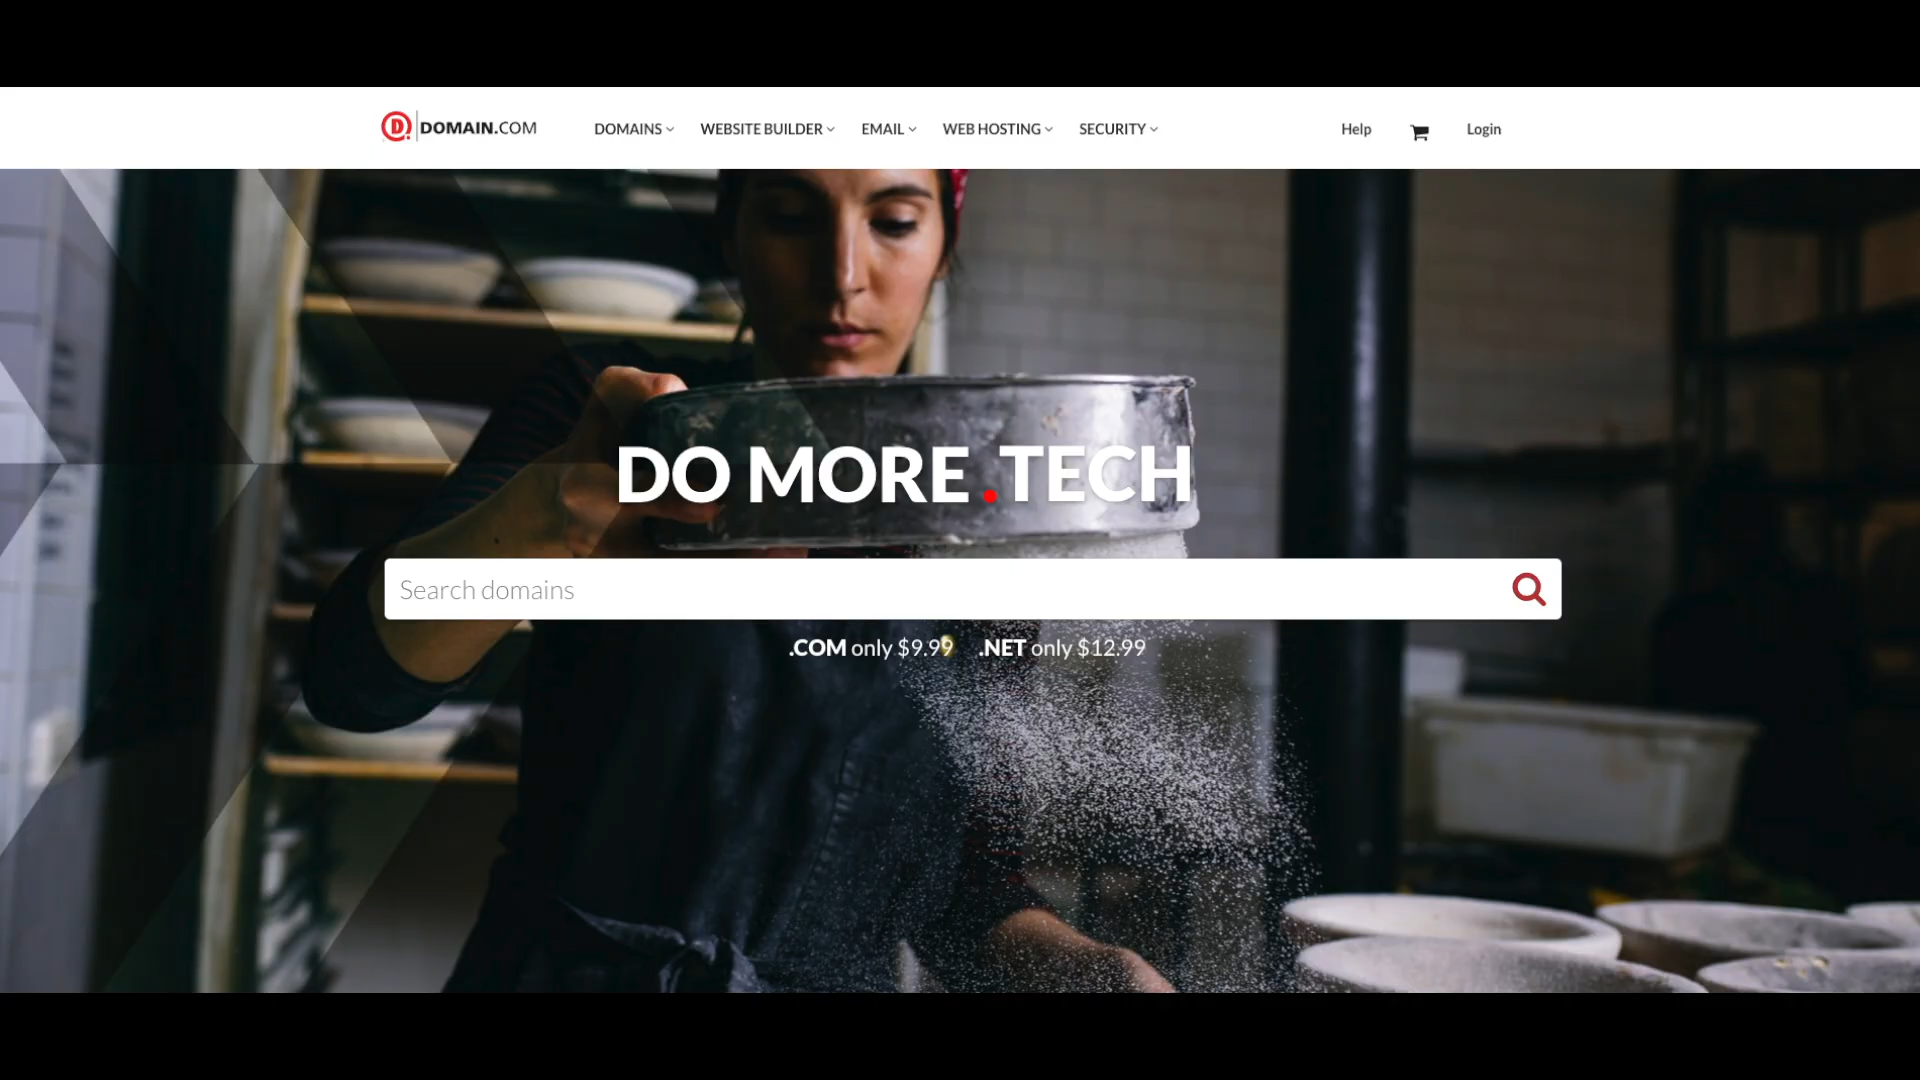 DOMAIN.COM
DOMAINS WEBSITE BUILDER EMAIL WEB HOSTING SECURITY Help Login
DO MORE .TECH
Search domains
.COM only $9.99 .NET only $12.99